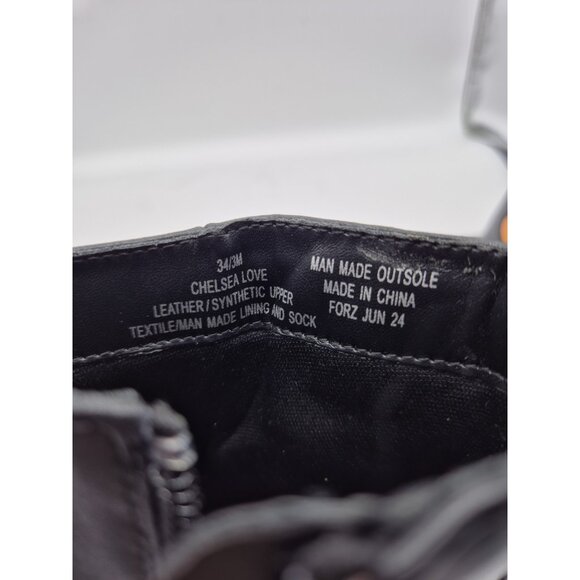 34/3M
CHELSEA LOVE
LEATHER/SYNTHETIC UPPER
TEXTILE/MAN MADE LINING AND SOCK
MAN MADE OUTSOLE
MADE IN CHINA
FORZ JUN 24